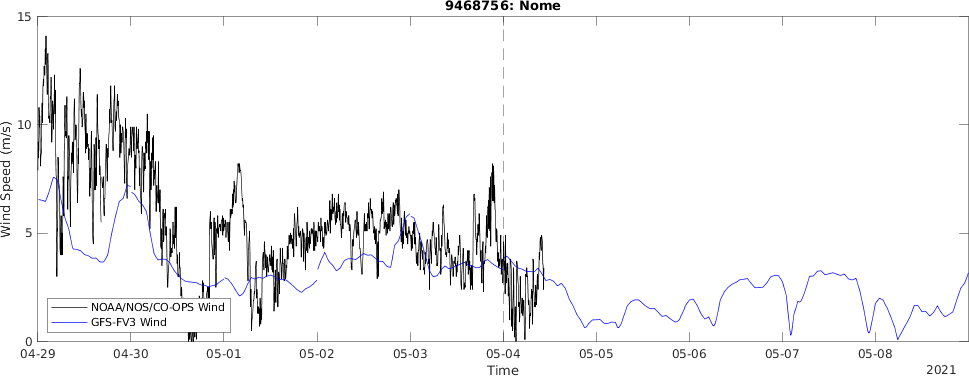 9468756: Nome
15
10
5
0
Wind Speed (m/s)
NOAA/NOS/CO-OPS Wind
GFS-FV3 Wind
04-29 04-30 05-01 05-02 05-03 05-04 05-05 05-06 05-07 05-08
Time
2021